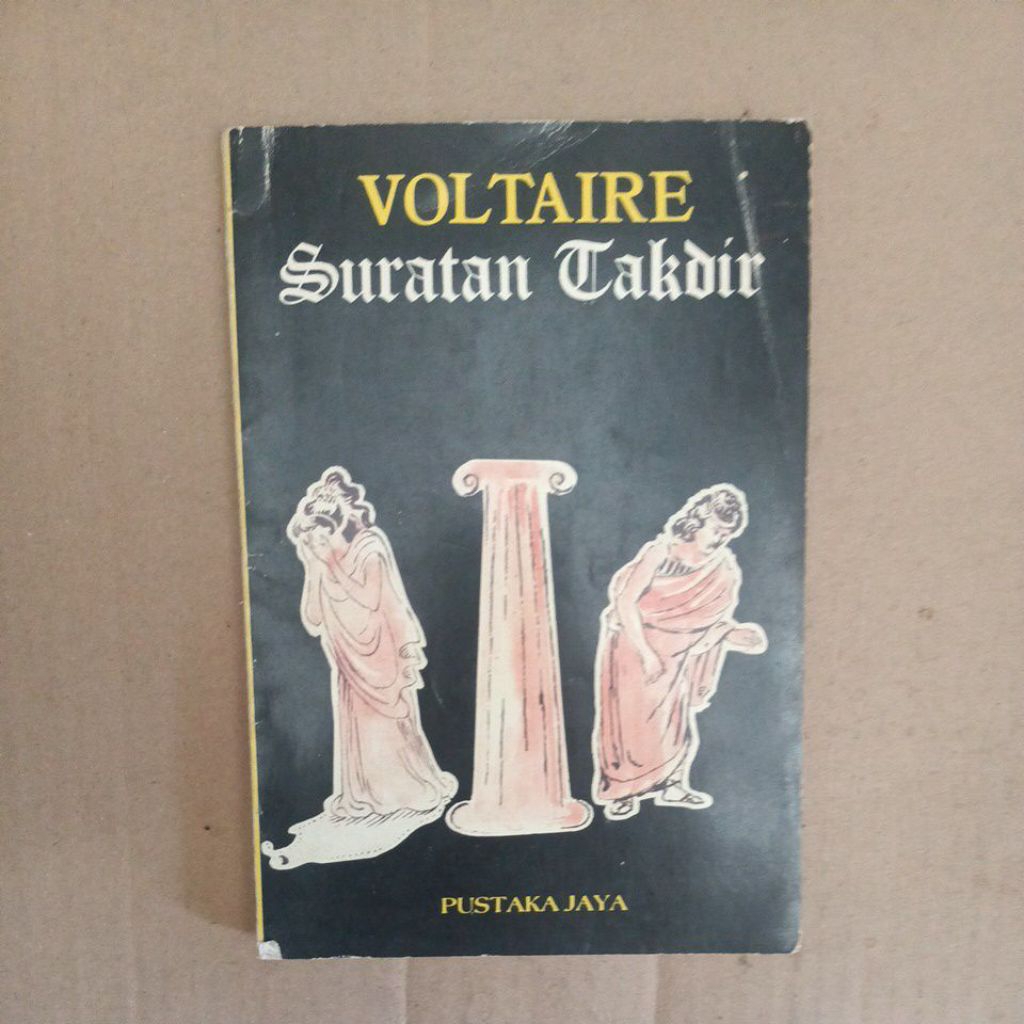 VOLTAIRE
Suratan Takdir
PUSTAKA JAYA